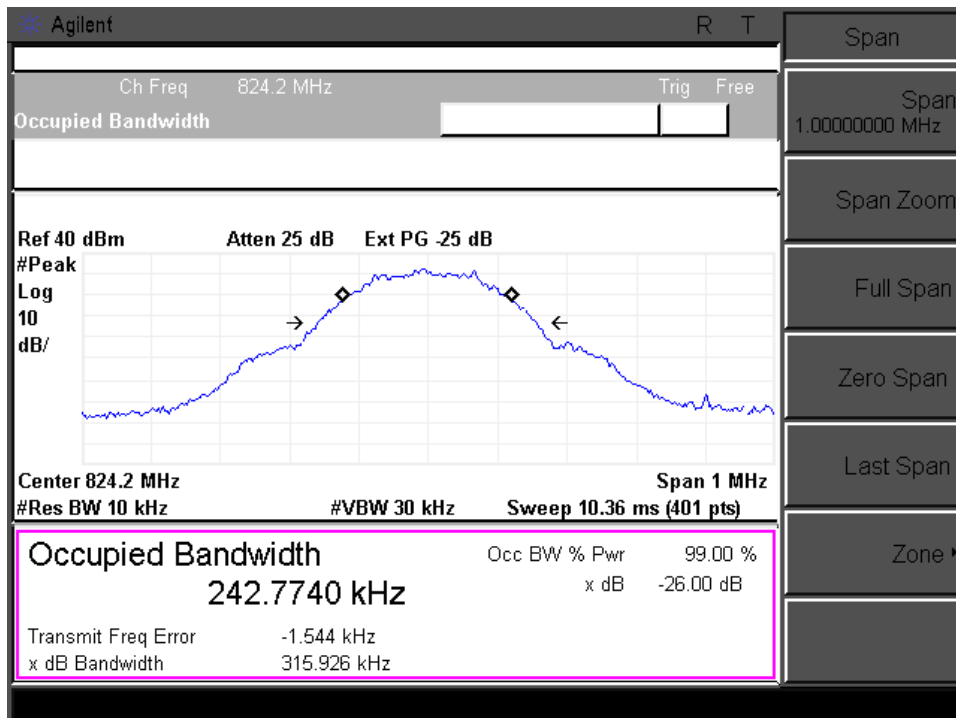 Agilent R T
Ch Freq 824.2 MHz Trig Free
Occupied Bandwidth
Ref 40 dBm Atten 25 dB Ext PG -25 dB
#Peak
Log
10
dB/
Center 824.2 MHz Span 1 MHz
#Res BW 10 kHz #VBW 30 kHz Sweep 10.36 ms (401 pts)
Occupied Bandwidth Occ BW % Pwr 99.00 %
242.7740 kHz x dB -26.00 dB
Transmit Freq Error -1.544 kHz
x dB Bandwidth 315.926 kHz
Span
Span
1.00000000 MHz
Span Zoom
Full Span
Zero Span
Last Span
Zone